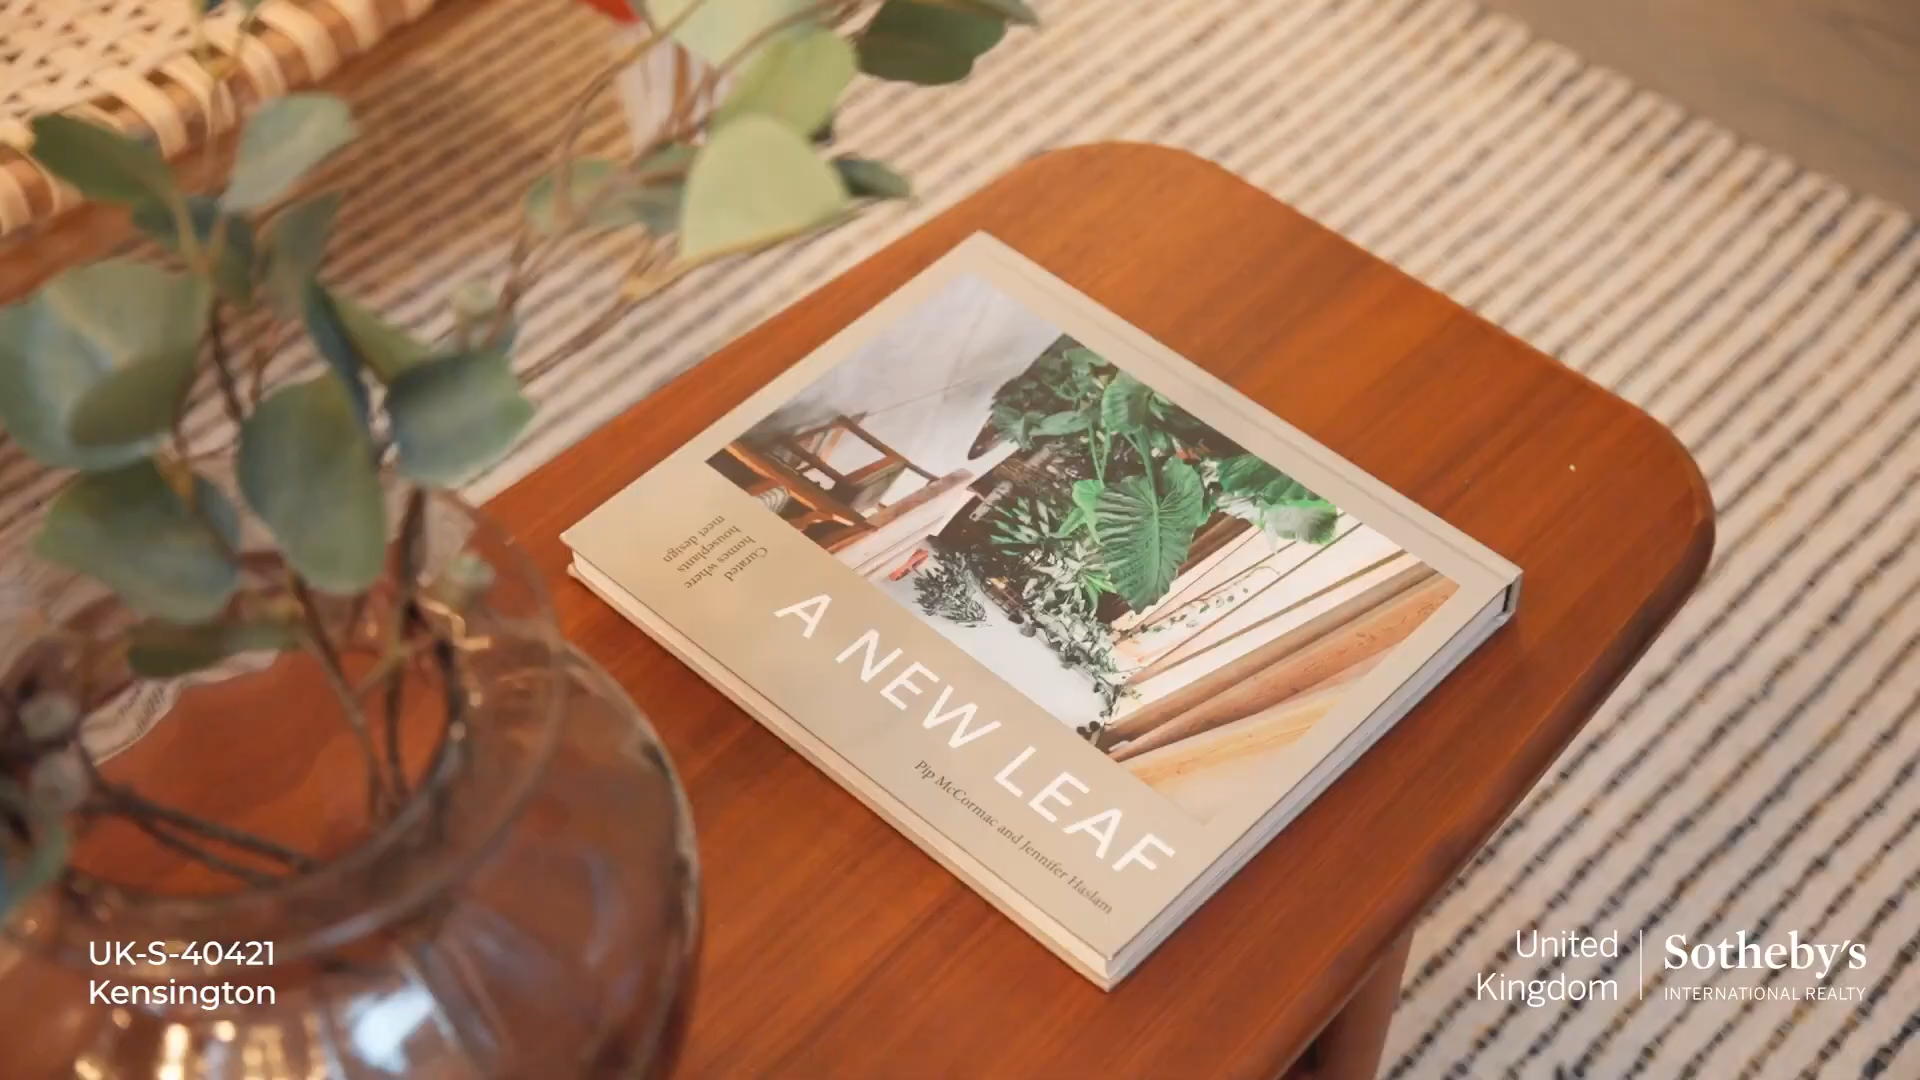 Curated
homes where
houseplants
meet design
A NEW LEAF
Pip McCormac and Jennifer Haslam
UK-S-40421
Kensington
United
Kingdom
Sotheby's
INTERNATIONAL REALTY